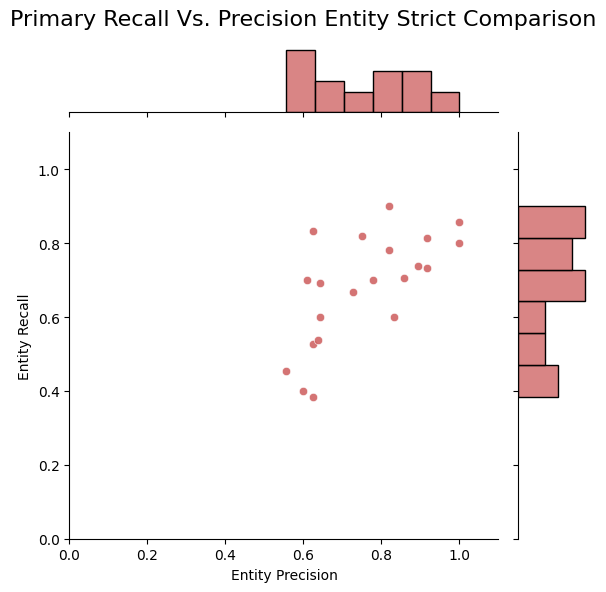 Primary Recall Vs. Precision Entity Strict Comparison
1.0
0.8
0.6
0.4
0.2
0.0
Entity Recall
0.0 0.2 0.4 0.6 0.8 1.0
Entity Precision